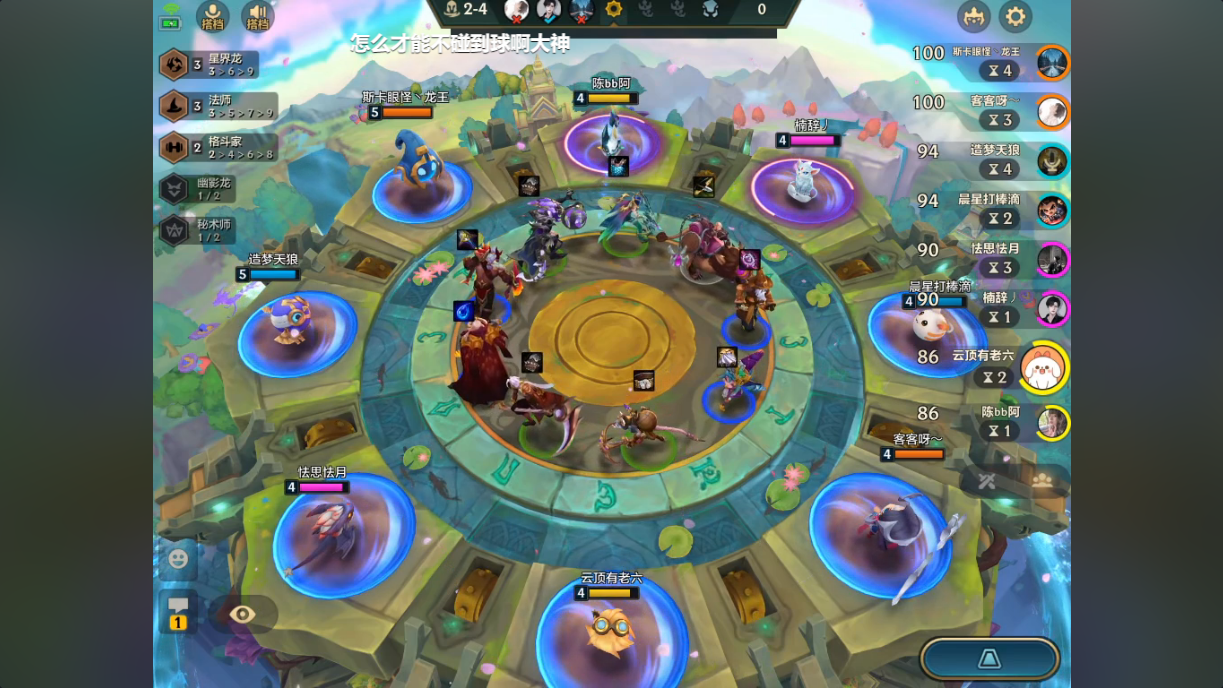 搭档
搭档
2-4
0
怎么才能不碰到球啊大神
3
星界龙
3>6>9
3
法师
3>5>7>9
2
格斗家
2>4>6>8
幽影龙
1/2
秘术师
1/2
斯卡眼怪丶龙王
5
陈bb阿
4
楠辞丿
4
造梦天狼
5
晨星打棒滴
4
客客呀～
4
怯思怯月
4
云顶有老六
4
100
斯卡眼怪丶龙王
4
100
客客呀～
3
94
造梦天狼
4
94
晨星打棒滴
2
90
怯思怯月
3
90
楠辞丿
1
86
云顶有老六
2
86
陈bb阿
1
1